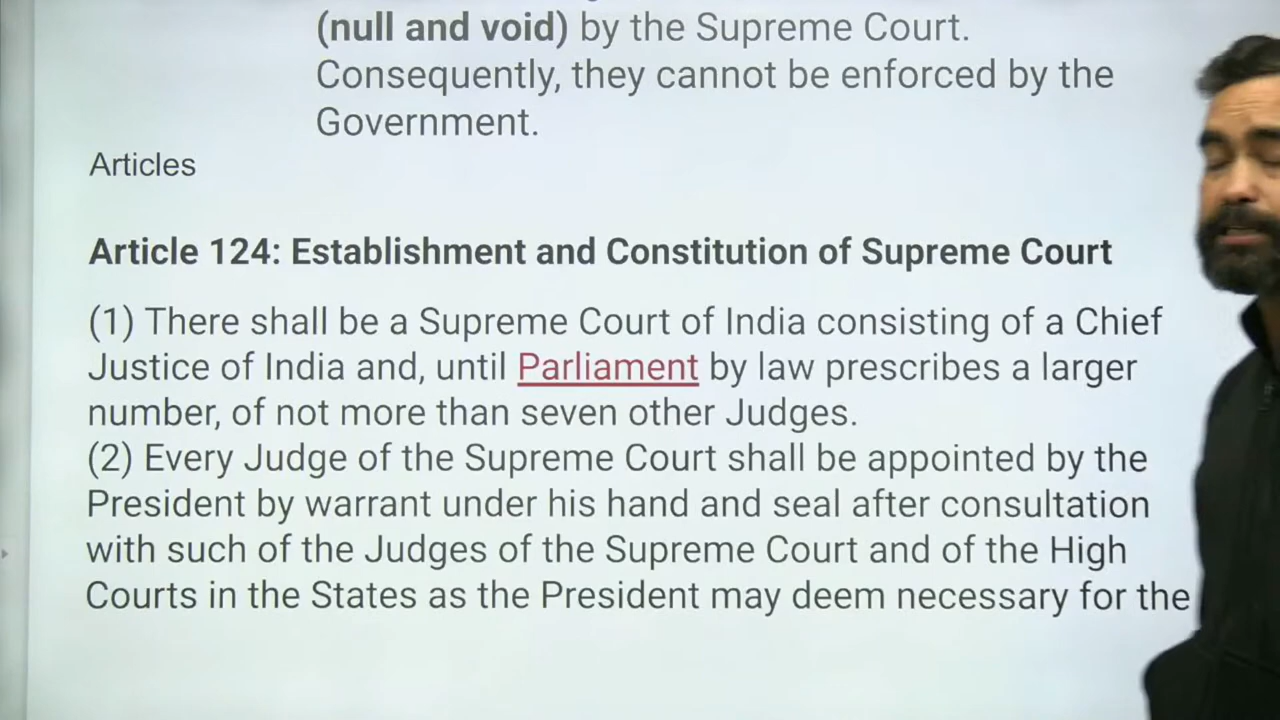 (null and void) by the Supreme Court.
Consequently, they cannot be enforced by the
Government.
Articles
Article 124: Establishment and Constitution of Supreme Court
(1) There shall be a Supreme Court of India consisting of a Chief
Justice of India and, until Parliament by law prescribes a larger
number, of not more than seven other Judges.
(2) Every Judge of the Supreme Court shall be appointed by the
President by warrant under his hand and seal after consultation
with such of the Judges of the Supreme Court and of the High
Courts in the States as the President may deem necessary for the